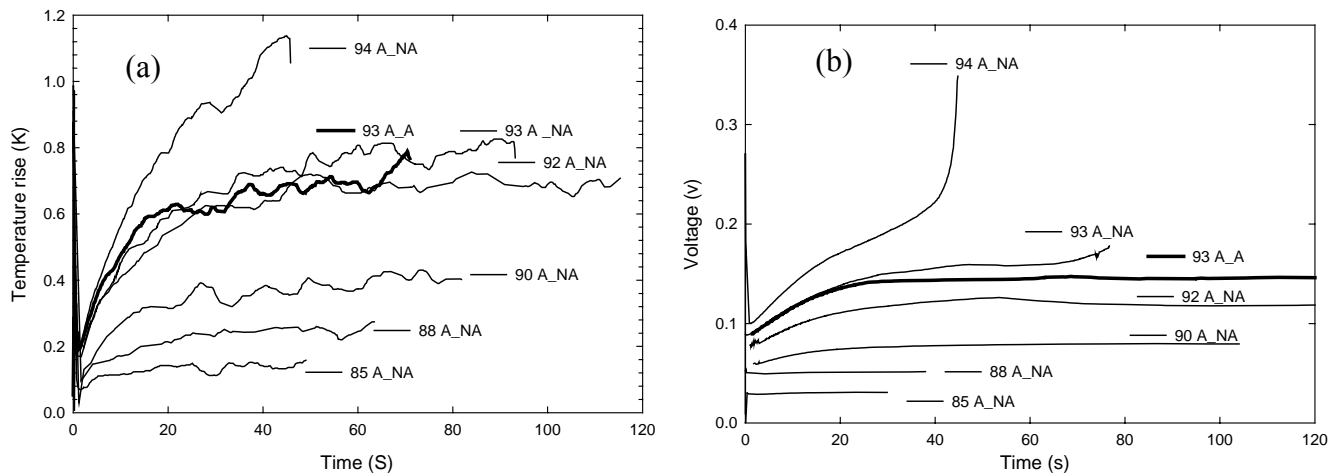 (a)
Temperature rise (K)
1.2
1.0
0.8
0.6
0.4
0.2
0.0
94 A_NA
93 A_A
93 A _NA
92 A_NA
90 A_NA
88 A_NA
85 A_NA
0 20 40 60 80 100 120
Time (S)
(b)
Voltage (v)
0.4
0.3
0.2
0.1
0.0
94 A_NA
93 A_NA
93 A_A
92 A_NA
90 A_NA
88 A_NA
85 A_NA
0 20 40 60 80 100 120
Time (s)